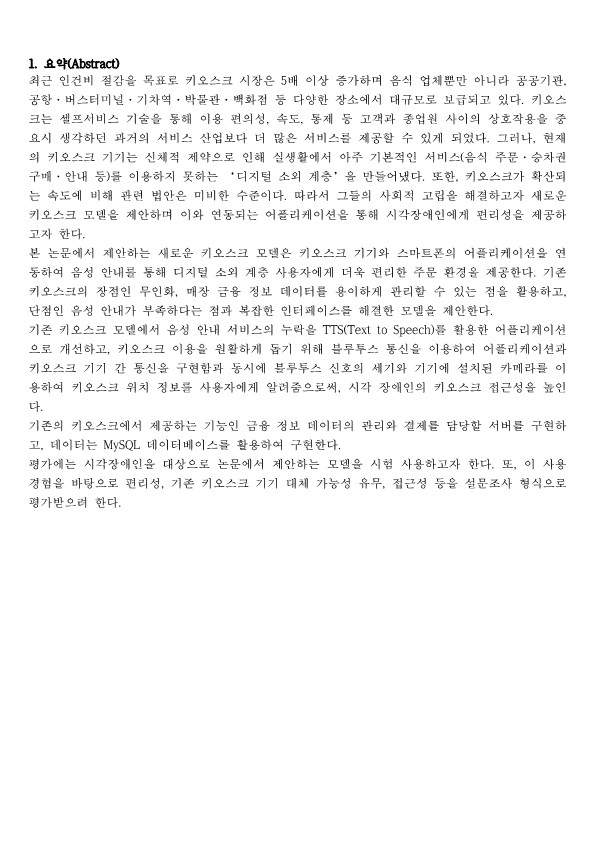 1. 요약(Abstract)
최근 인건비 절감을 목표로 키오스크 시장은 5배 이상 증가하며 음식 업체뿐만 아니라 공공기관,
공항・버스터미널・기차역・박물관・백화점 등 다양한 장소에서 대규모로 보급되고 있다. 키오스
크는 셀프서비스 기술을 통해 이용 편의성, 속도, 통제 등 고객과 종업원 사이의 상호작용을 중
요시 생각하던 과거의 서비스 산업보다 더 많은 서비스를 제공할 수 있게 되었다. 그러나, 현재
의 키오스크 기기는 신체적 제약으로 인해 실생활에서 아주 기본적인 서비스(음식 주문・승차권
구매・안내 등)를 이용하지 못하는 ‘디지털 소외 계층’을 만들어냈다. 또한, 키오스크가 확산되
는 속도에 비해 관련 법안은 미비한 수준이다. 따라서 그들의 사회적 고립을 해결하고자 새로운
키오스크 모델을 제안하며 이와 연동되는 어플리케이션을 통해 시각장애인에게 편리성을 제공하
고자 한다.
본 논문에서 제안하는 새로운 키오스크 모델은 키오스크 기기와 스마트폰의 어플리케이션을 연
동하여 음성 안내를 통해 디지털 소외 계층 사용자에게 더욱 편리한 주문 환경을 제공한다. 기존
키오스크의 장점인 무인화, 매장 금융 정보 데이터를 용이하게 관리할 수 있는 점을 활용하고,
단점인 음성 안내가 부족하다는 점과 복잡한 인터페이스를 해결한 모델을 제안한다.
기존 키오스크 모델에서 음성 안내 서비스의 누락을 TTS(Text to Speech)를 활용한 어플리케이션
으로 개선하고, 키오스크 이용을 원활하게 돕기 위해 블루투스 통신을 이용하여 어플리케이션과
키오스크 기기 간 통신을 구현함과 동시에 블루투스 신호의 세기와 기기에 설치된 카메라를 이
용하여 키오스크 위치 정보를 사용자에게 알려줌으로써, 시각 장애인의 키오스크 접근성을 높인
다.
기존의 키오스크에서 제공하는 기능인 금융 정보 데이터의 관리와 결제를 담당할 서버를 구현하
고, 데이터는 MySQL 데이터베이스를 활용하여 구현한다.
평가에는 시각장애인을 대상으로 논문에서 제안하는 모델을 시험 사용하고자 한다. 또, 이 사용
경험을 바탕으로 편리성, 기존 키오스크 기기 대체 가능성 유무, 접근성 등을 설문조사 형식으로
평가받으려 한다.